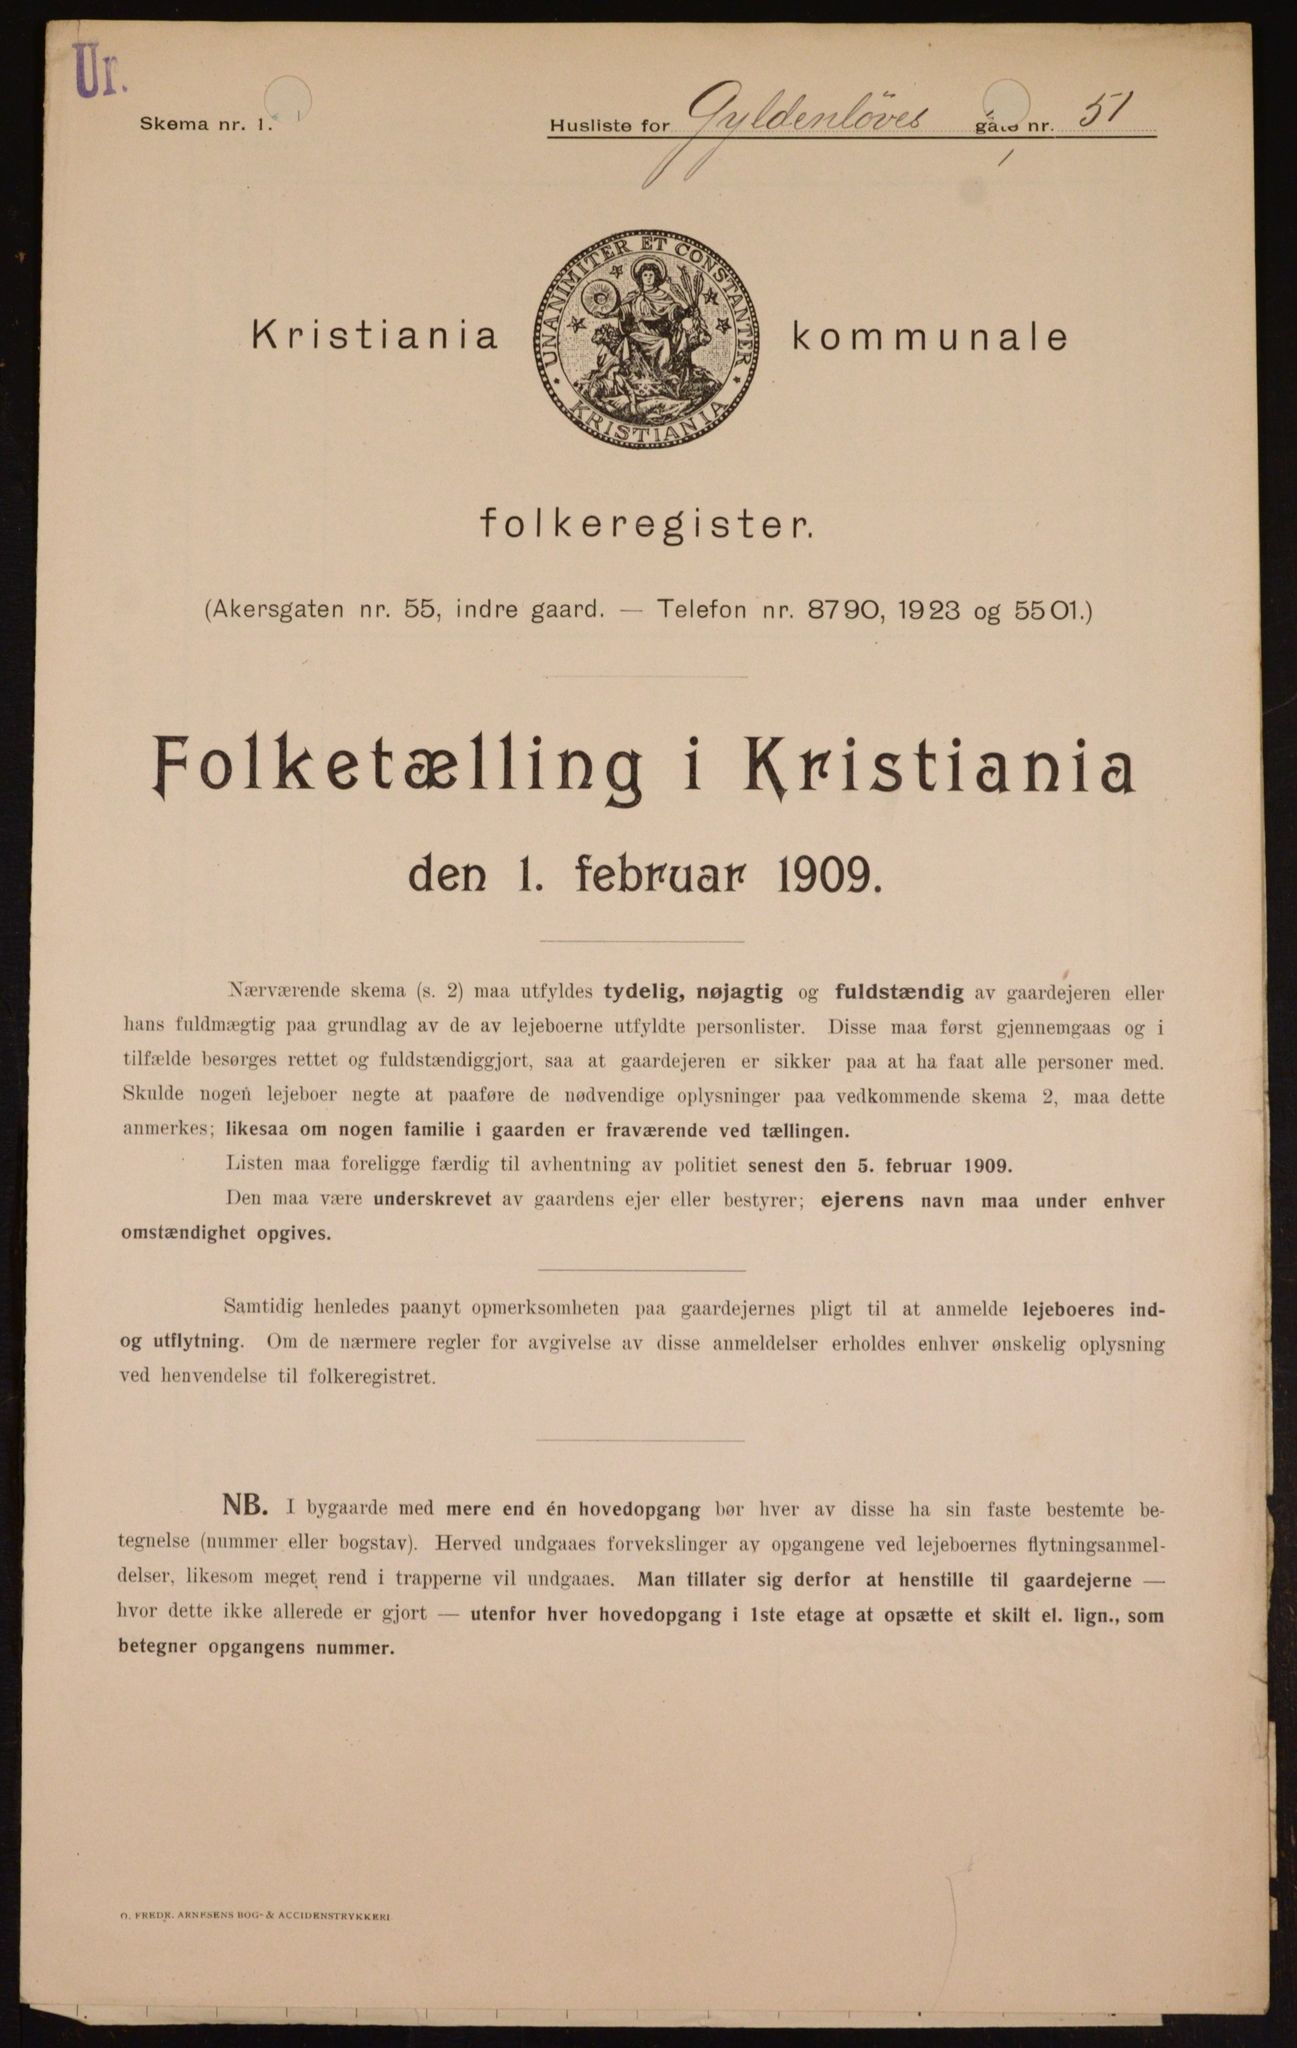 Ur.
Skema nr. 1.
Husliste for Gyldenlöves gate nr. 51
UNANIMITER ET CONSTANTER
KRISTIANIA
Kristiania kommunale
folkeregister.
(Akersgaten nr. 55, indre gaard. — Telefon nr. 8790, 1923 og 5501.)
Folketælling i Kristiania
den 1. februar 1909.
Nærværende skema (s. 2) maa utfyldes tydelig, nøjagtig og fuldstændig av gaardejeren eller
hans fuldmægtig paa grundlag av de av lejeboerne utfyldte personlister. Disse maa først gjennemgaas og i
tilfælde besørges rettet og fuldstændiggjort, saa at gaardejeren er sikker paa at ha faat alle personer med.
Skulde nogen lejeboer negte at paaføre de nødvendige oplysninger paa vedkommende skema 2, maa dette
anmerkes; likesaa om nogen familie i gaarden er fraværende ved tællingen.
Listen maa foreligge færdig til avhentning av politiet senest den 5. februar 1909.
Den maa være underskrevet av gaardens ejer eller bestyrer; ejerens navn maa under enhver
omstændighet opgives.
Samtidig henledes paanyt opmerksomheten paa gaardejernes pligt til at anmelde lejeboeres ind-
og utflytning. Om de nærmere regler for avgivelse av disse anmeldelser erholdes enhver ønskelig oplysning
ved henvendelse til folkeregistret.
NB. I bygaarde med mere end én hovedopgang bør hver av disse ha sin faste bestemte be-
tegnelse (nummer eller bogstav). Herved undgaaes forvekslinger av opgangene ved lejeboernes flytningsanmel-
delser, likesom meget rend i trapperne vil undgaaes. Man tillater sig derfor at henstille til gaardejerne —
hvor dette ikke allerede er gjort — utenfor hver hovedopgang i 1ste etage at opsætte et skilt el. lign., som
betegner opgangens nummer.
O. FREDR. ARNESENS BOG- & ACCIDENSTRYKKERI